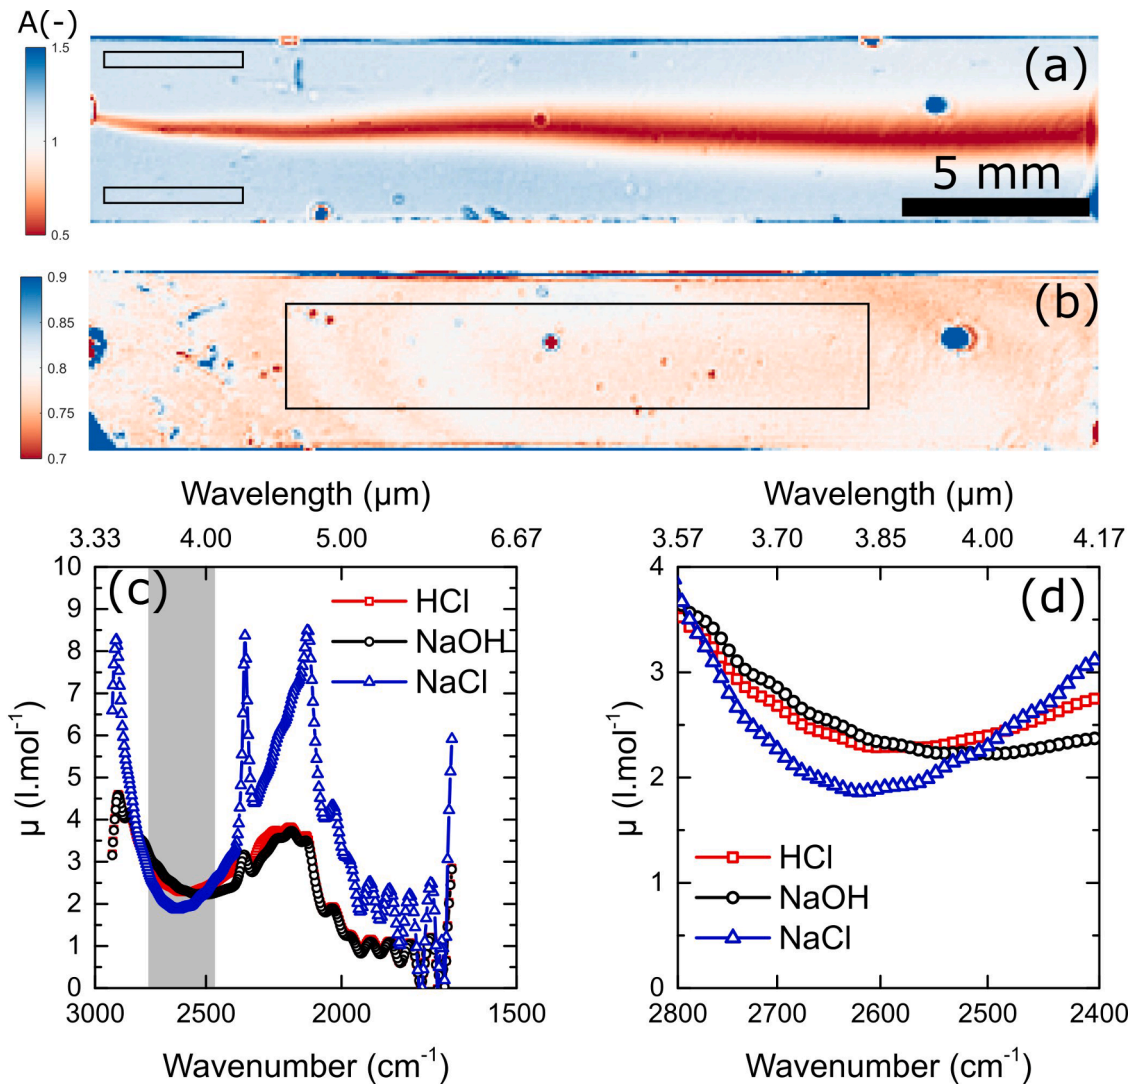 A(-)
1.5
1
0.5
(a)
5 mm
0.9
0.85
0.8
0.75
0.7
(b)
Wavelength (µm)
3.33 4.00 5.00 6.67
10
9
8
7
6
5
4
3
2
1
0
µ (l.mol⁻¹)
(c)
HCl
NaOH
NaCl
3000 2500 2000 1500
Wavenumber (cm⁻¹)
Wavelength (µm)
3.57 3.70 3.85 4.00 4.17
4
3
2
1
0
µ (l.mol⁻¹)
(d)
HCl
NaOH
NaCl
2800 2700 2600 2500 2400
Wavenumber (cm⁻¹)